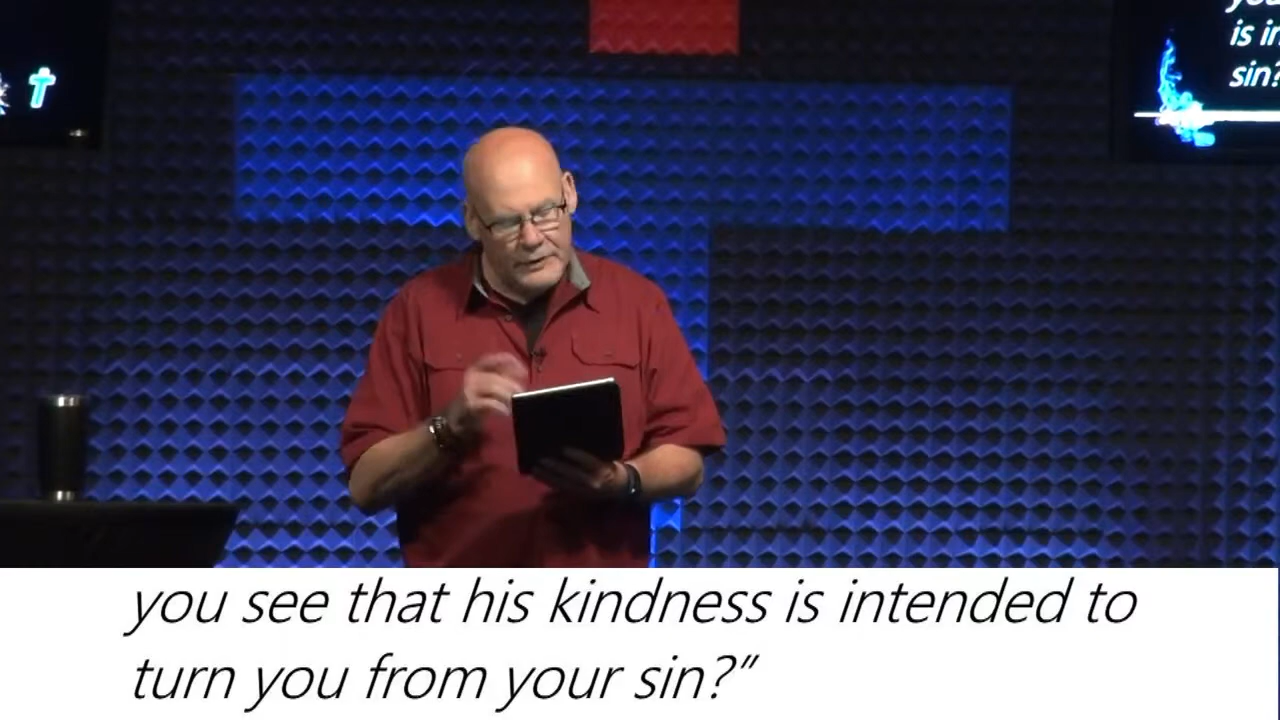 is in
sin?
you see that his kindness is intended to
turn you from your sin?”